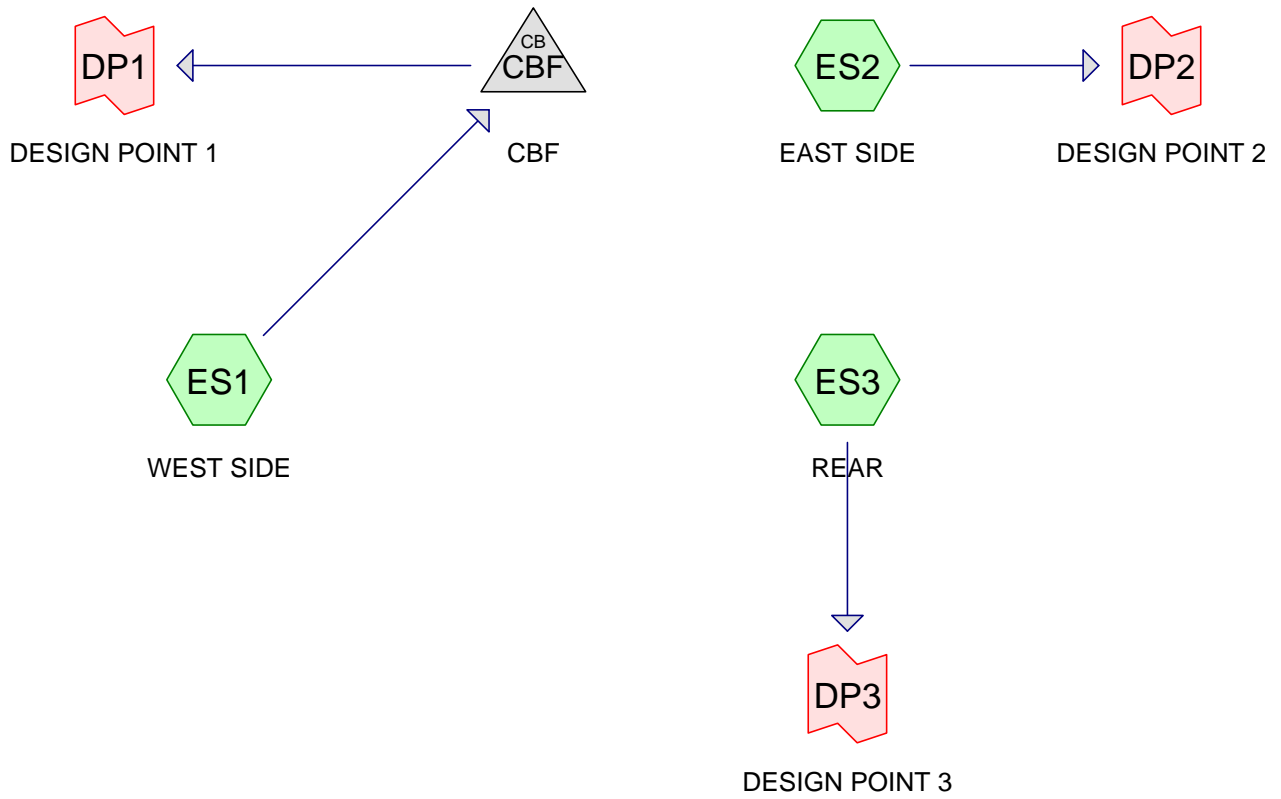 DP1
DESIGN POINT 1
CB
CBF
CBF
ES2
EAST SIDE
DP2
DESIGN POINT 2
ES1
WEST SIDE
ES3
REAR
DP3
DESIGN POINT 3